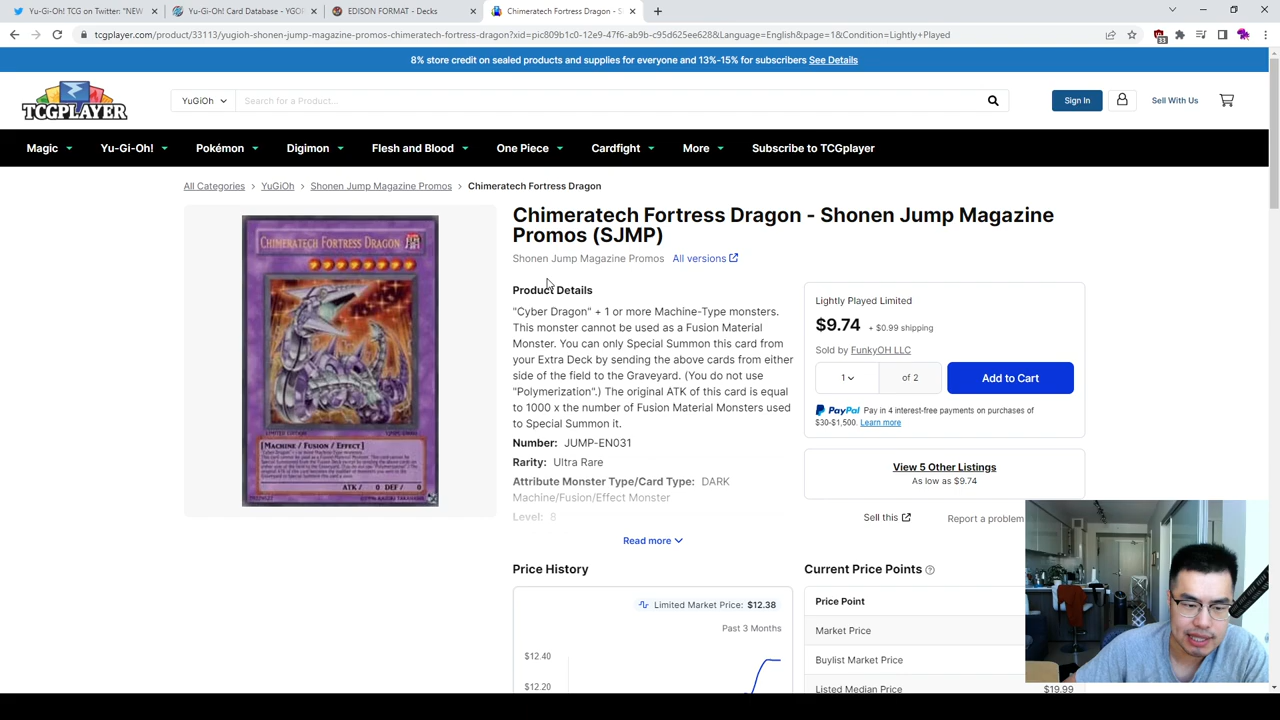 Yu-Gi-Oh! TCG on Twitter: "NEW
Yu-Gi-Oh! Card Database - YGO
EDISON FORMAT - Decks
Chimeratech Fortress Dragon - S
tcgplayer.com/product/33113/yugioh-shonen-jump-magazine-promos-chimeratech-fortress-dragon?xid=pic809b1c0-12e9-47f6-ab9b-c95d625ee628&Language=English&page=1&Condition=Lightly+Played
33
8% store credit on sealed products and supplies for everyone and 13%-15% for subscribers See Details
TCGPLAYER
YuGiOh
Search for a Product...
Sign In
Sell With Us
Magic
Yu-Gi-Oh!
Pokémon
Digimon
Flesh and Blood
One Piece
Cardfight
More
Subscribe to TCGplayer
All Categories > YuGiOh > Shonen Jump Magazine Promos > Chimeratech Fortress Dragon
CHIMERATECH FORTRESS DRAGON
LIMITED EDITION
[MACHINE / FUSION / EFFECT]
ATK / 0 DEF / 0
Chimeratech Fortress Dragon - Shonen Jump Magazine
Promos (SJMP)
Shonen Jump Magazine Promos
All versions
Product Details
"Cyber Dragon" + 1 or more Machine-Type monsters.
This monster cannot be used as a Fusion Material
Monster. You can only Special Summon this card from
your Extra Deck by sending the above cards from either
side of the field to the Graveyard. (You do not use
"Polymerization".) The original ATK of this card is equal
to 1000 x the number of Fusion Material Monsters used
to Special Summon it.
Number: JUMP-EN031
Rarity: Ultra Rare
Attribute Monster Type/Card Type: DARK
Machine/Fusion/Effect Monster
Level: 8
Read more
Lightly Played Limited
$9.74 + $0.99 shipping
Sold by FunkyOH LLC
1
of 2
Add to Cart
PayPal Pay in 4 interest-free payments on purchases of
$30-$1,500. Learn more
View 5 Other Listings
As low as $9.74
Sell this
Report a problem
Price History
Limited Market Price: $12.38
Past 3 Months
$12.40
$12.20
Current Price Points
Price Point
Market Price
Buylist Market Price
Listed Median Price
$19.99